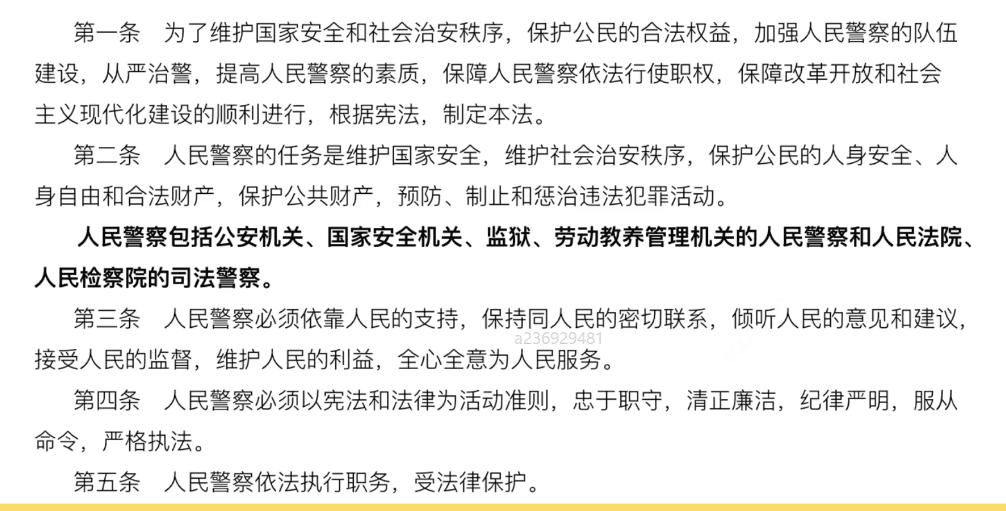 第一条　为了维护国家安全和社会治安秩序，保护公民的合法权益，加强人民警察的队伍
建设，从严治警，提高人民警察的素质，保障人民警察依法行使职权，保障改革开放和社会
主义现代化建设的顺利进行，根据宪法，制定本法。
第二条　人民警察的任务是维护国家安全，维护社会治安秩序，保护公民的人身安全、人
身自由和合法财产，保护公共财产，预防、制止和惩治违法犯罪活动。
人民警察包括公安机关、国家安全机关、监狱、劳动教养管理机关的人民警察和人民法院、
人民检察院的司法警察。
第三条　人民警察必须依靠人民的支持，保持同人民的密切联系，倾听人民的意见和建议，
a236929481
接受人民的监督，维护人民的利益，全心全意为人民服务。
第四条　人民警察必须以宪法和法律为活动准则，忠于职守，清正廉洁，纪律严明，服从
命令，严格执法。
第五条　人民警察依法执行职务，受法律保护。